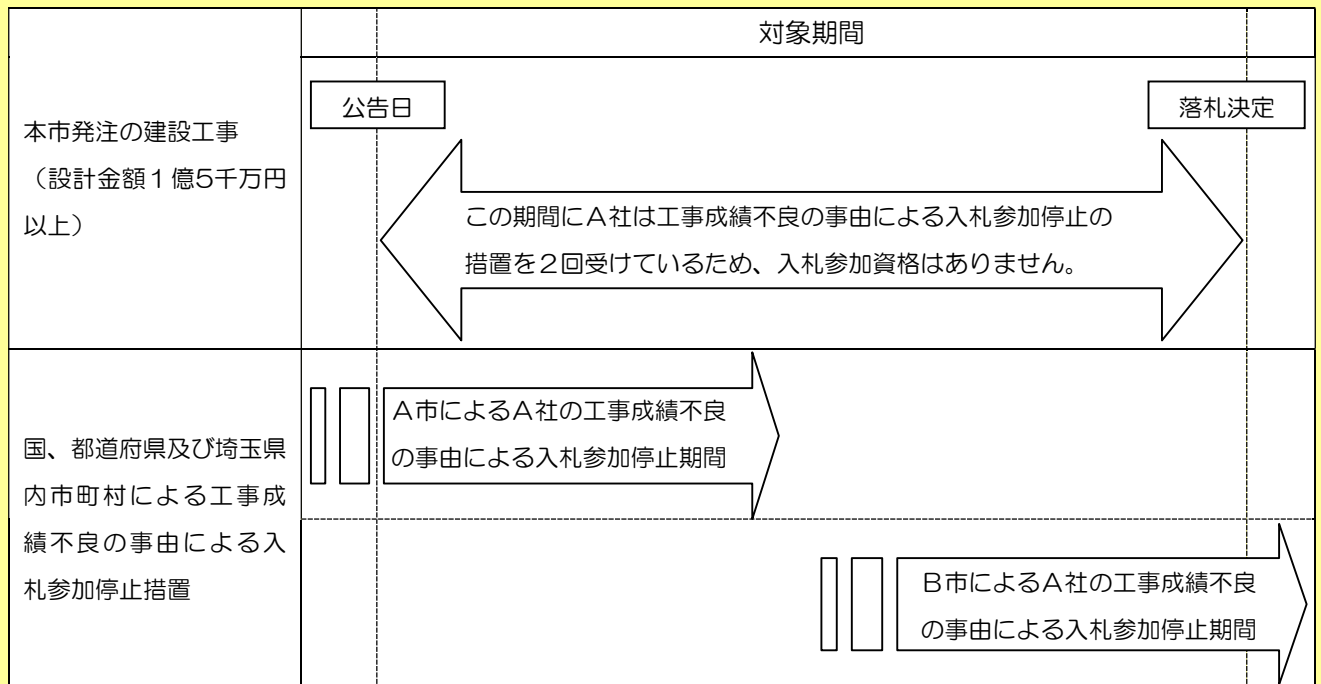 対象期間
本市発注の建設工事
（設計金額１億5千万円
以上）
公告日
落札決定
この期間にＡ社は工事成績不良の事由による入札参加停止の
措置を２回受けているため、入札参加資格はありません。
国、都道府県及び埼玉県
内市町村による工事成
績不良の事由による入
札参加停止措置
Ａ市によるＡ社の工事成績不良
の事由による入札参加停止期間
Ｂ市によるＡ社の工事成績不良
の事由による入札参加停止期間